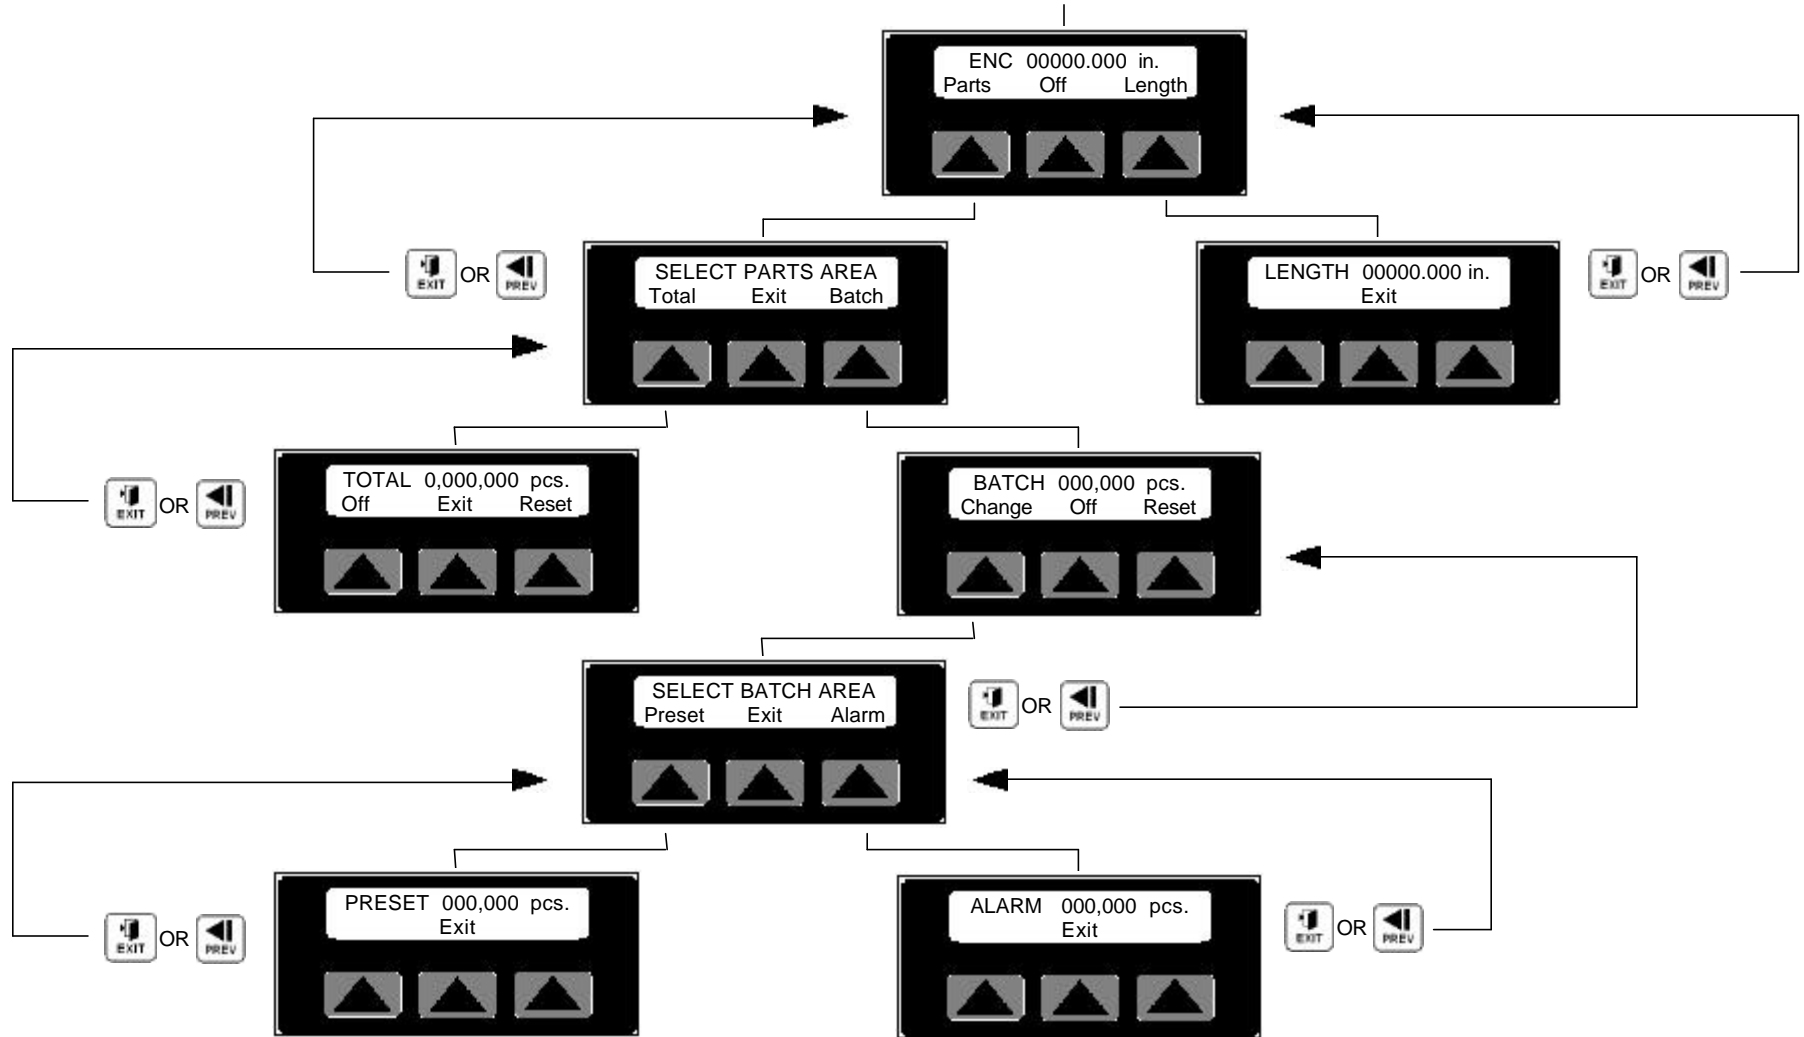 ENC 00000.000 in.
Parts Off Length
EXIT OR PREV
SELECT PARTS AREA
Total Exit Batch
LENGTH 00000.000 in.
Exit
EXIT OR PREV
EXIT OR PREV
TOTAL 0,000,000 pcs.
Off Exit Reset
BATCH 000,000 pcs.
Change Off Reset
SELECT BATCH AREA
Preset Exit Alarm
EXIT OR PREV
EXIT OR PREV
PRESET 000,000 pcs.
Exit
ALARM 000,000 pcs.
Exit
EXIT OR PREV